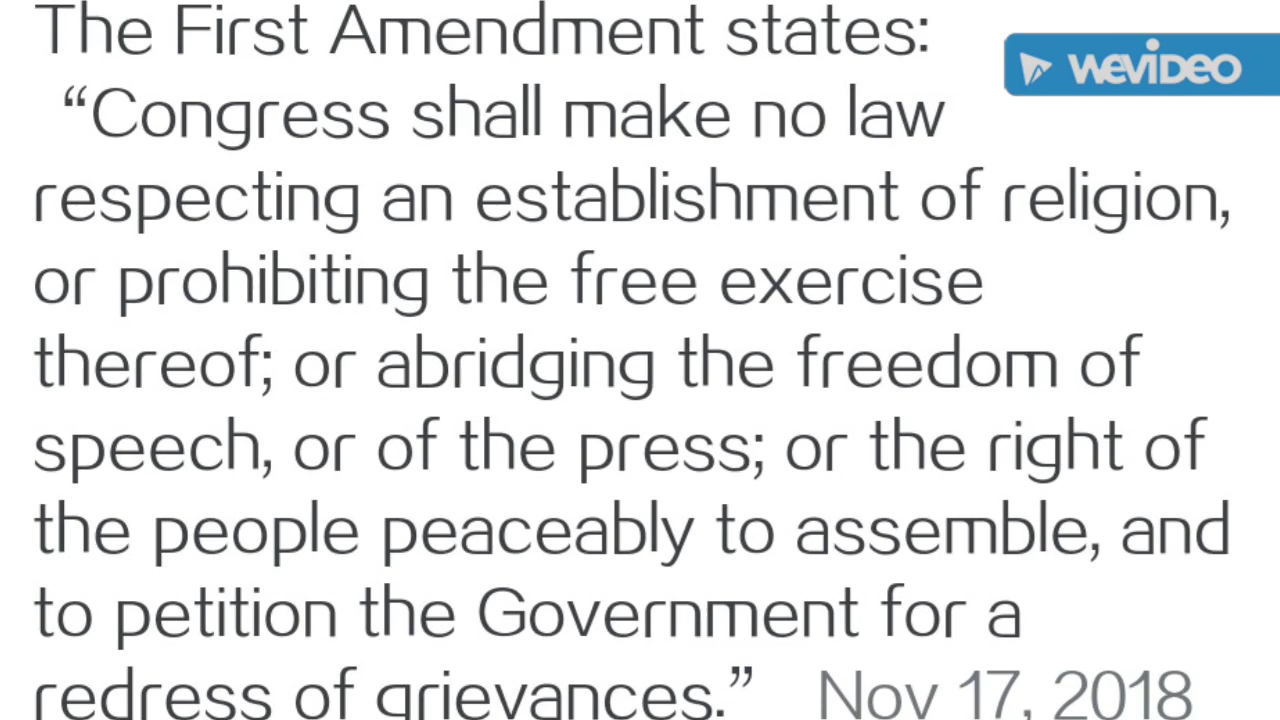 The First Amendment states:
WeVideo
“Congress shall make no law
respecting an establishment of religion,
or prohibiting the free exercise
thereof; or abridging the freedom of
speech, or of the press; or the right of
the people peaceably to assemble, and
to petition the Government for a
redress of grievances.” Nov 17, 2018